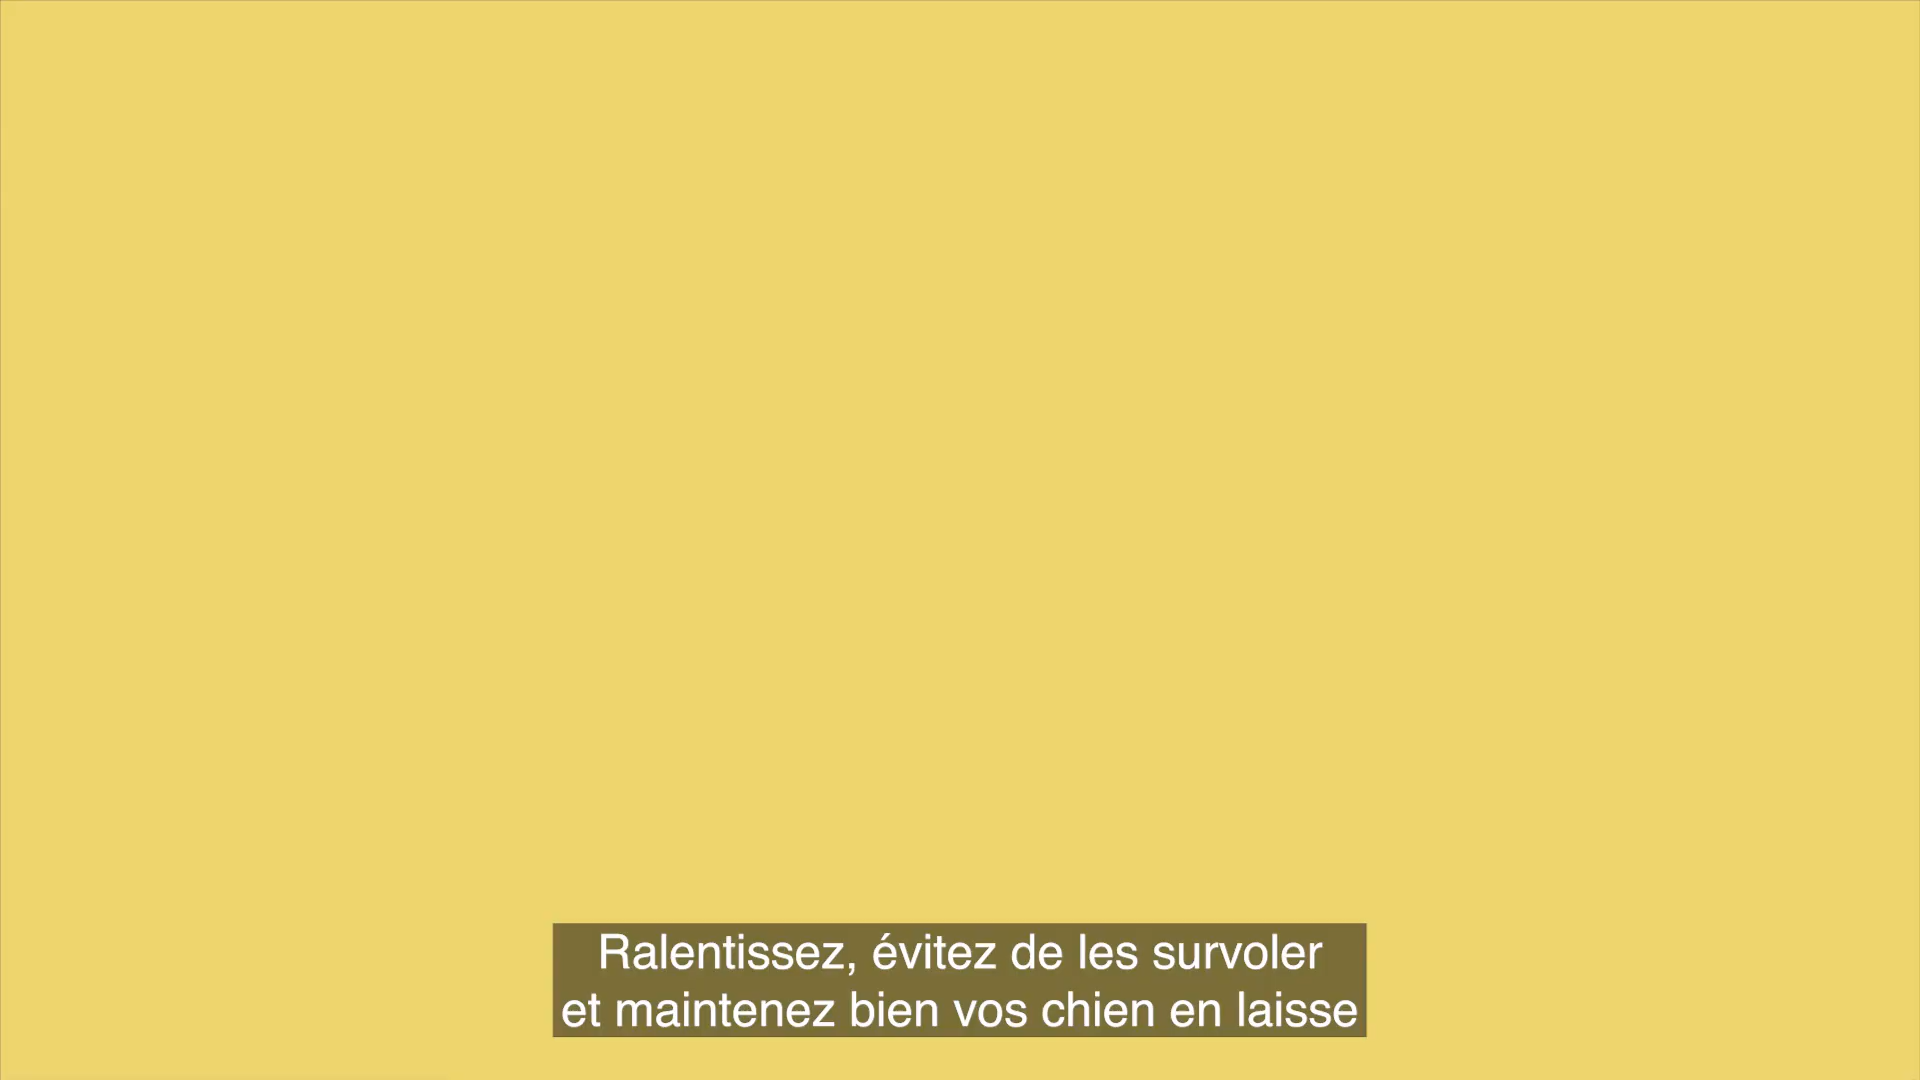 Ralentissez, évitez de les survoler
et maintenez bien vos chien en laisse